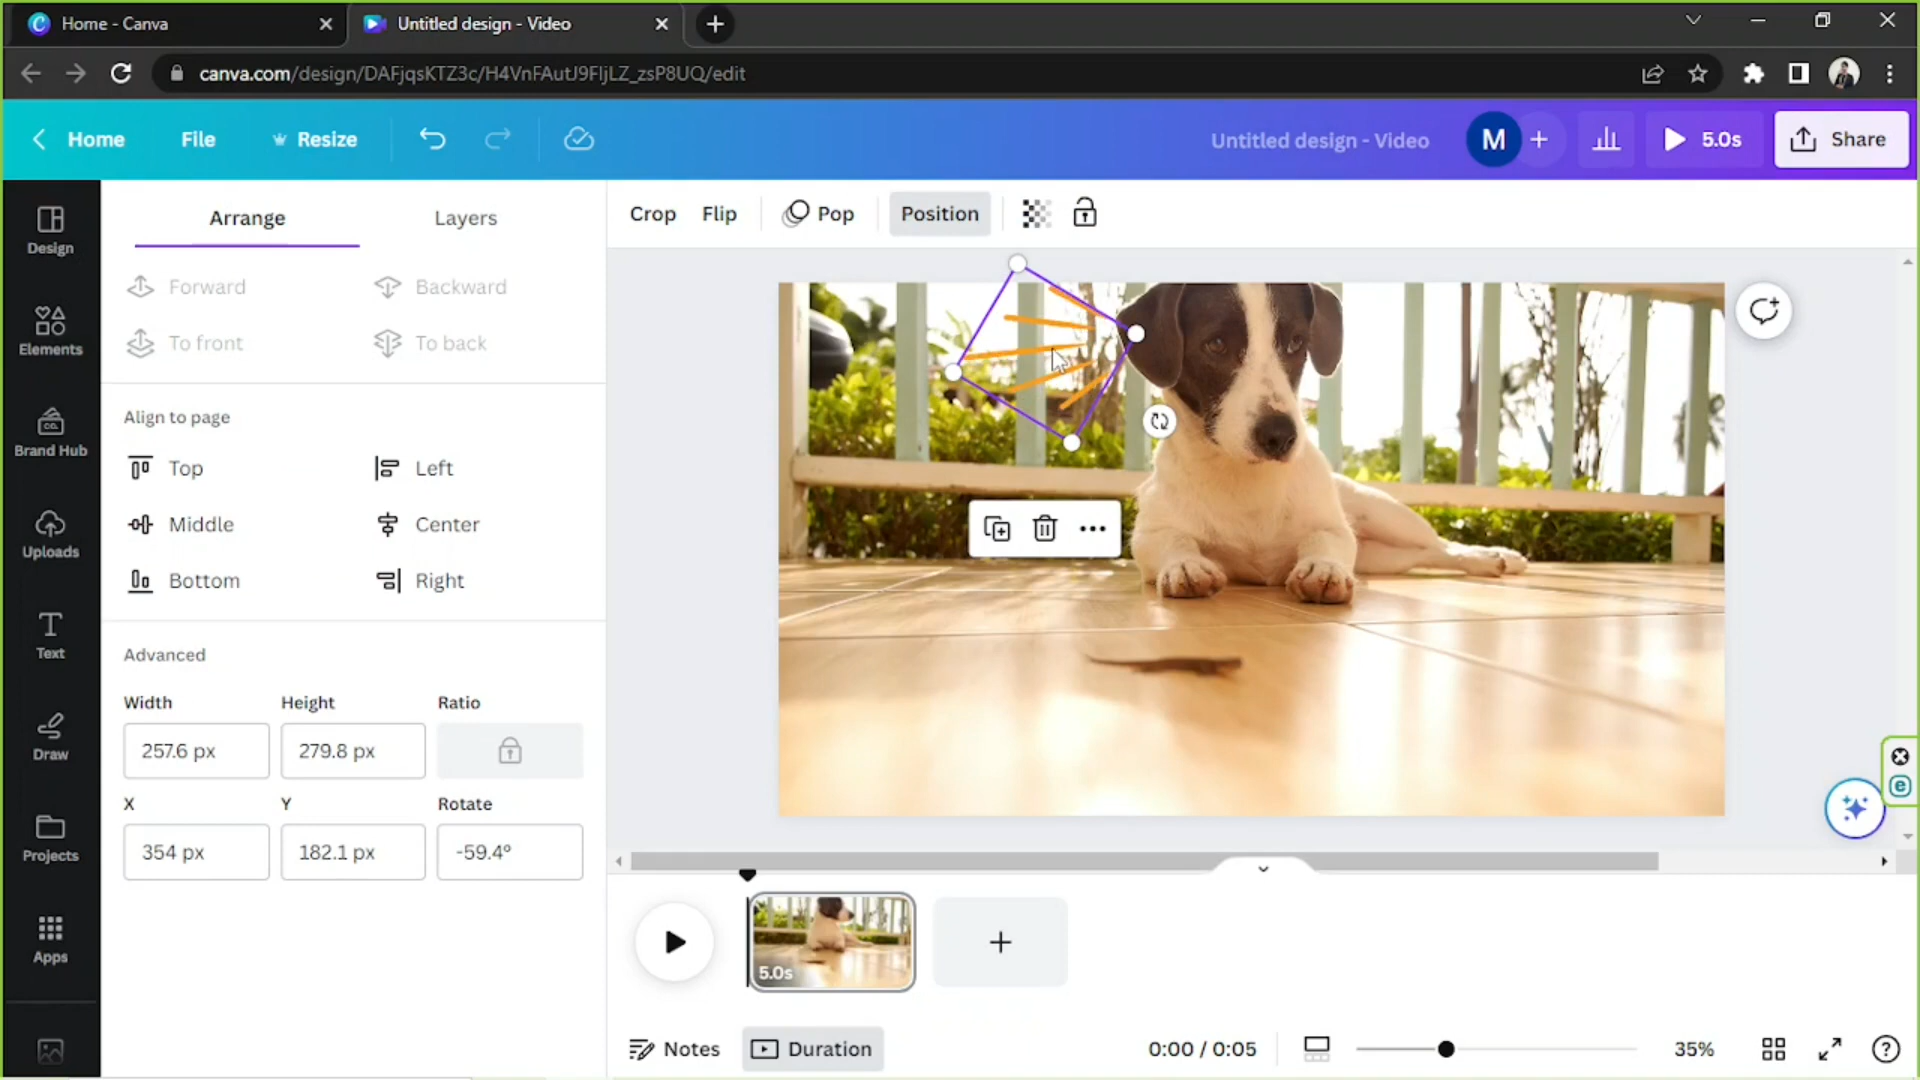 Home - Canva
Untitled design - Video
canva.com/design/DAFjqsKTZ3c/H4VnFAutJ9FIjLZ_zsP8UQ/edit
Home
File
Resize
Untitled design - Video
M
5.0s
Share
Design
Elements
Brand Hub
Uploads
Text
Draw
Projects
Apps
Arrange
Layers
Forward
Backward
To front
To back
Align to page
Top
Left
Middle
Center
Bottom
Right
Advanced
Width
Height
Ratio
257.6 px
279.8 px
X
Y
Rotate
354 px
182.1 px
-59.4°
Crop
Flip
Pop
Position
5.0s
Notes
Duration
0:00 / 0:05
35%